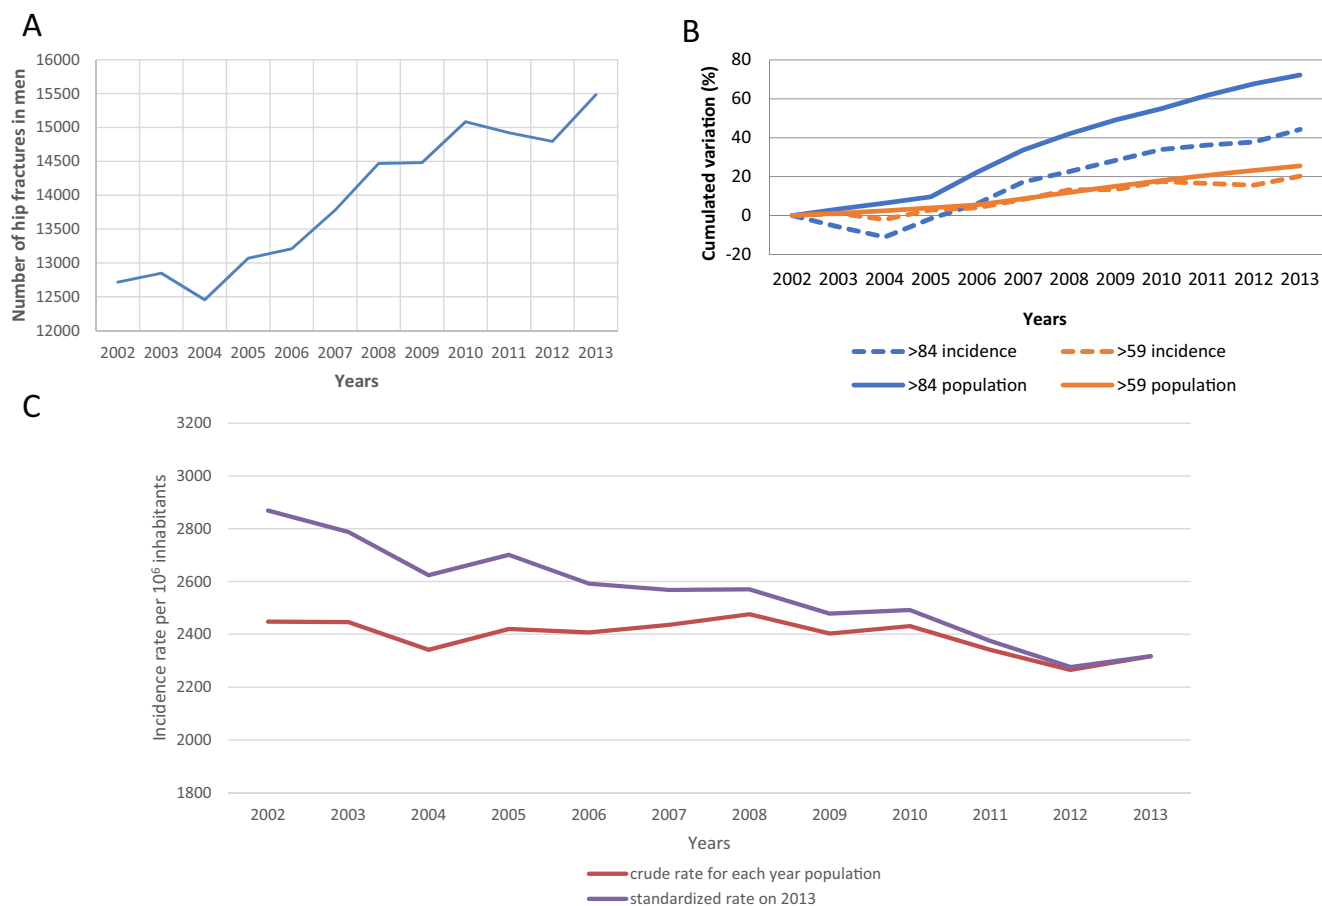 A
Number of hip fractures in men
16000
15500
15000
14500
14000
13500
13000
12500
12000
2002 2003 2004 2005 2006 2007 2008 2009 2010 2011 2012 2013
Years
B
Cumulated variation (%)
80
60
40
20
0
-20
2002 2003 2004 2005 2006 2007 2008 2009 2010 2011 2012 2013
Years
>84 incidence >59 incidence
>84 population >59 population
C
Incidence rate per 10⁶ inhabitants
3200
3000
2800
2600
2400
2200
2000
1800
2002 2003 2004 2005 2006 2007 2008 2009 2010 2011 2012 2013
Years
crude rate for each year population
standardized rate on 2013